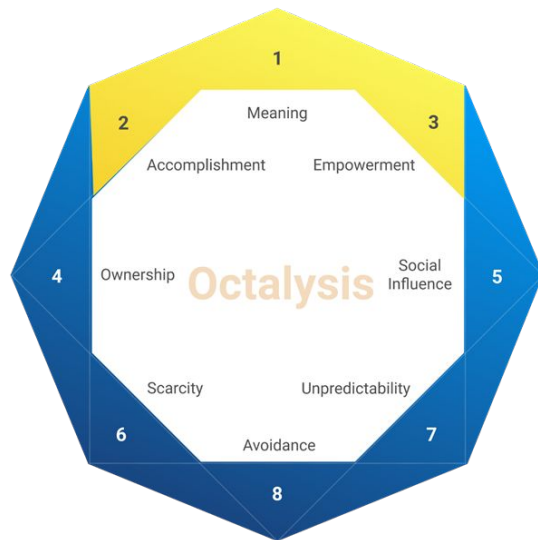 1
Meaning
2
3
Accomplishment
Empowerment
4
Ownership
Octalysis
Social
Influence
5
Scarcity
Unpredictability
6
7
Avoidance
8